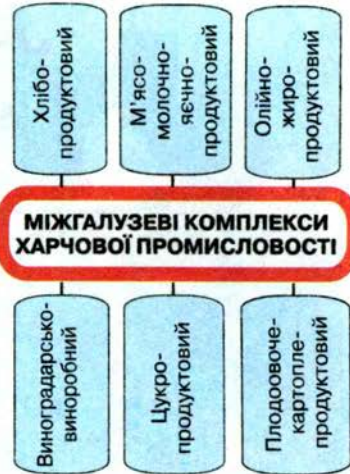 Хлібо-
продуктовий
М'ясо-
молочно-
яєчно-
продуктовий
Олійно-
жиро-
продуктовий
МІЖГАЛУЗЕВІ КОМПЛЕКСИ
ХАРЧОВОЇ ПРОМИСЛОВОСТІ
Виноградарсько-
виноробний
Цукро-
продуктовий
Плодоовоче-
картопле-
продуктовий